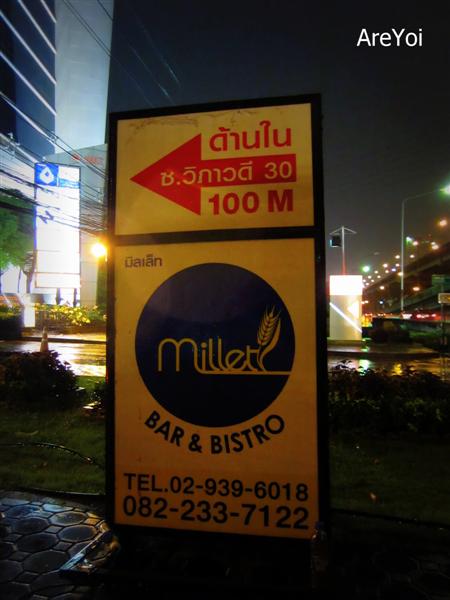 AreYoi
ด้านใน
ซ.วิภาวดี 30
100 M
มิลเล็ท
Millet
BAR & BISTRO
TEL.02-939-6018
082-233-7122